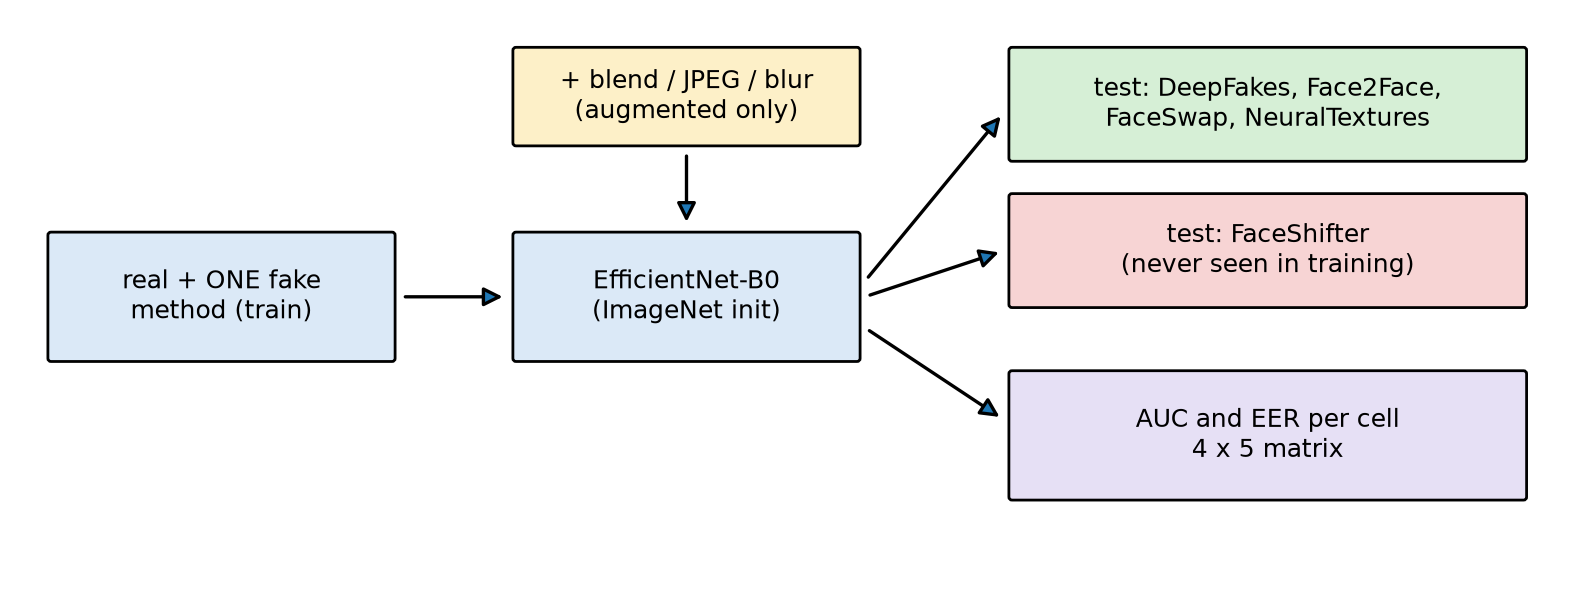 + blend / JPEG / blur
(augmented only)
test: DeepFakes, Face2Face,
FaceSwap, NeuralTextures
real + ONE fake
method (train)
EfficientNet-B0
(ImageNet init)
test: FaceShifter
(never seen in training)
AUC and EER per cell
4 x 5 matrix